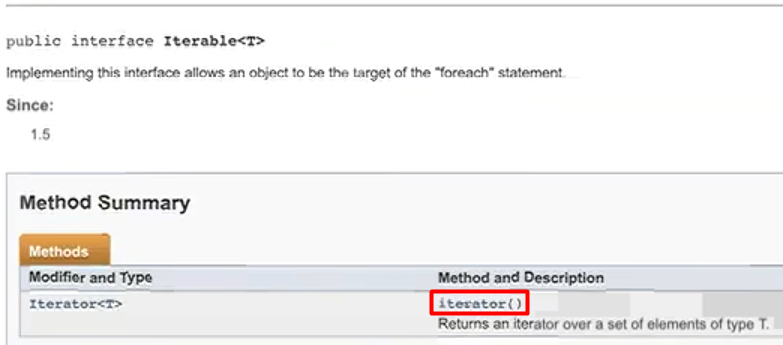 public interface Iterable<T>
Implementing this interface allows an object to be the target of the "foreach" statement.
Since:
1.5
Method Summary
Methods
Modifier and Type Method and Description
Iterator<T> iterator()
Returns an iterator over a set of elements of type T.